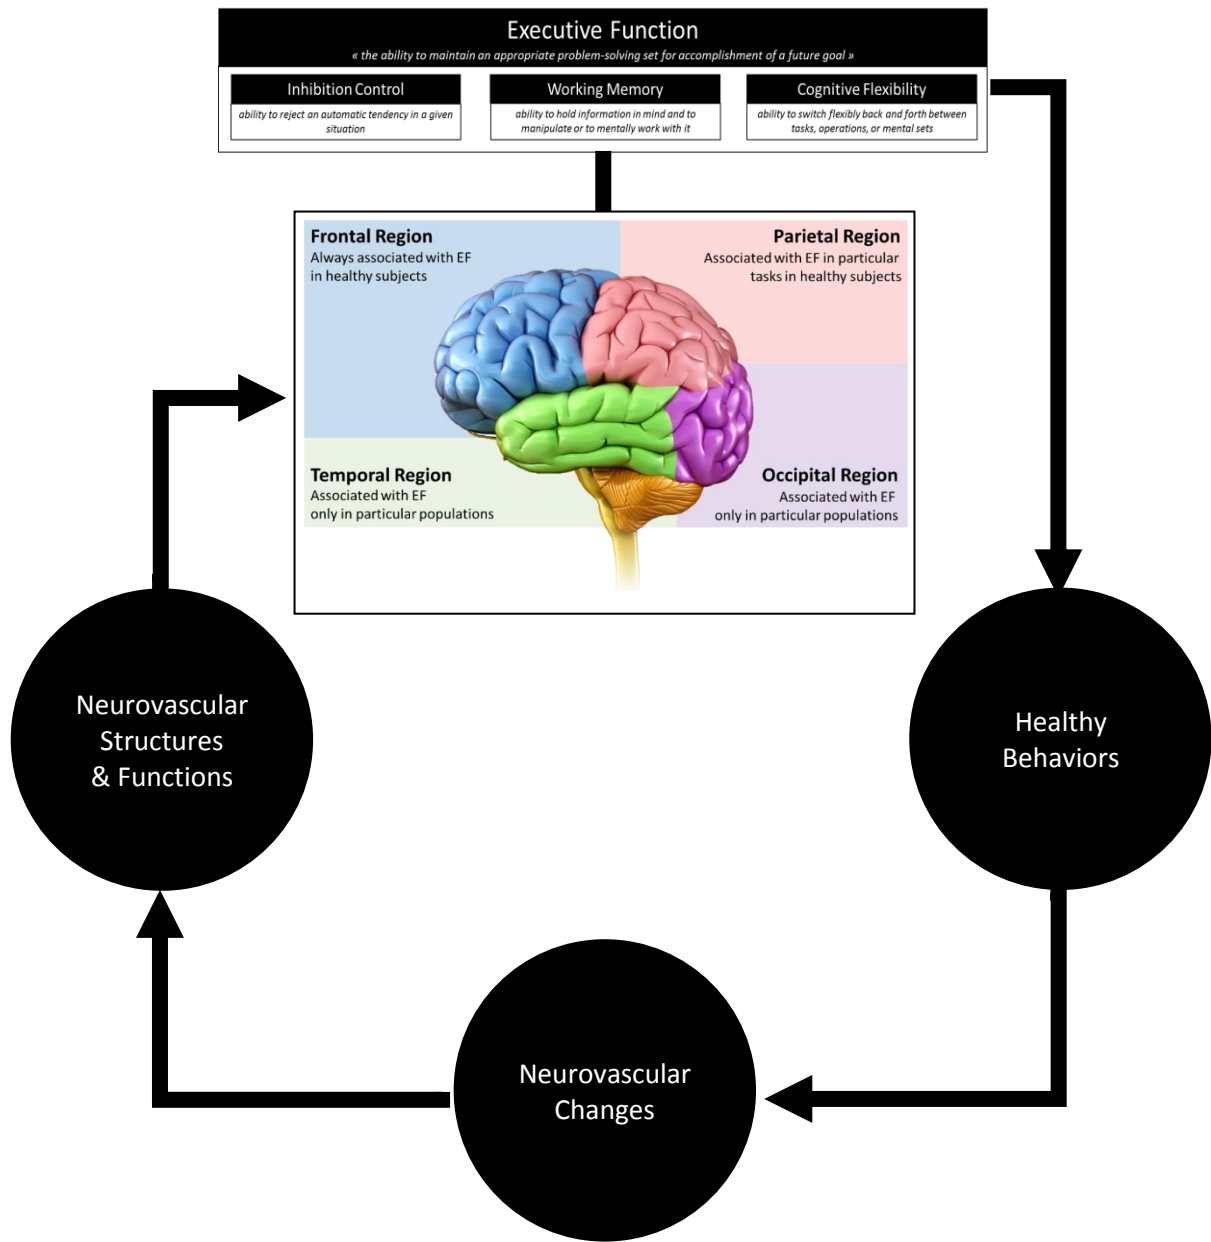 Executive Function
« the ability to maintain an appropriate problem-solving set for accomplishment of a future goal »
Inhibition Control
ability to reject an automatic tendency in a given
situation
Working Memory
ability to hold information in mind and to
manipulate or to mentally work with it
Cognitive Flexibility
ability to switch flexibly back and forth between
tasks, operations, or mental sets
Frontal Region
Always associated with EF
in healthy subjects
Parietal Region
Associated with EF in particular
tasks in healthy subjects
Temporal Region
Associated with EF
only in particular populations
Occipital Region
Associated with EF
only in particular populations
Neurovascular
Structures
& Functions
Healthy
Behaviors
Neurovascular
Changes